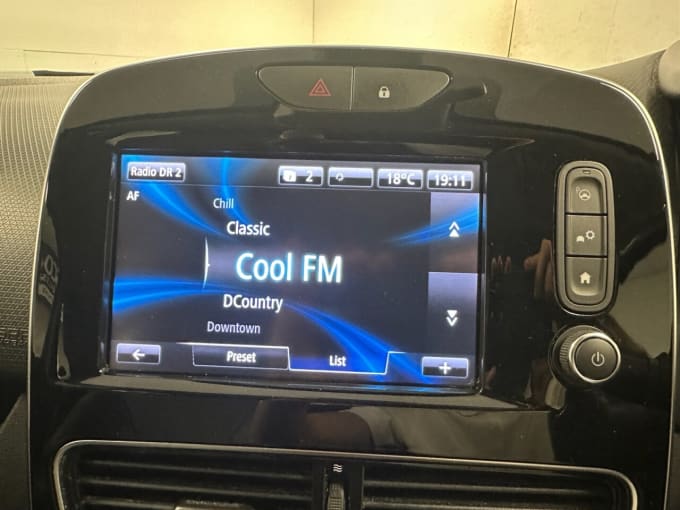 Radio DR 2
2
18°C
19:11
AF
Chill
Classic
Cool FM
DCountry
Downtown
Preset
List